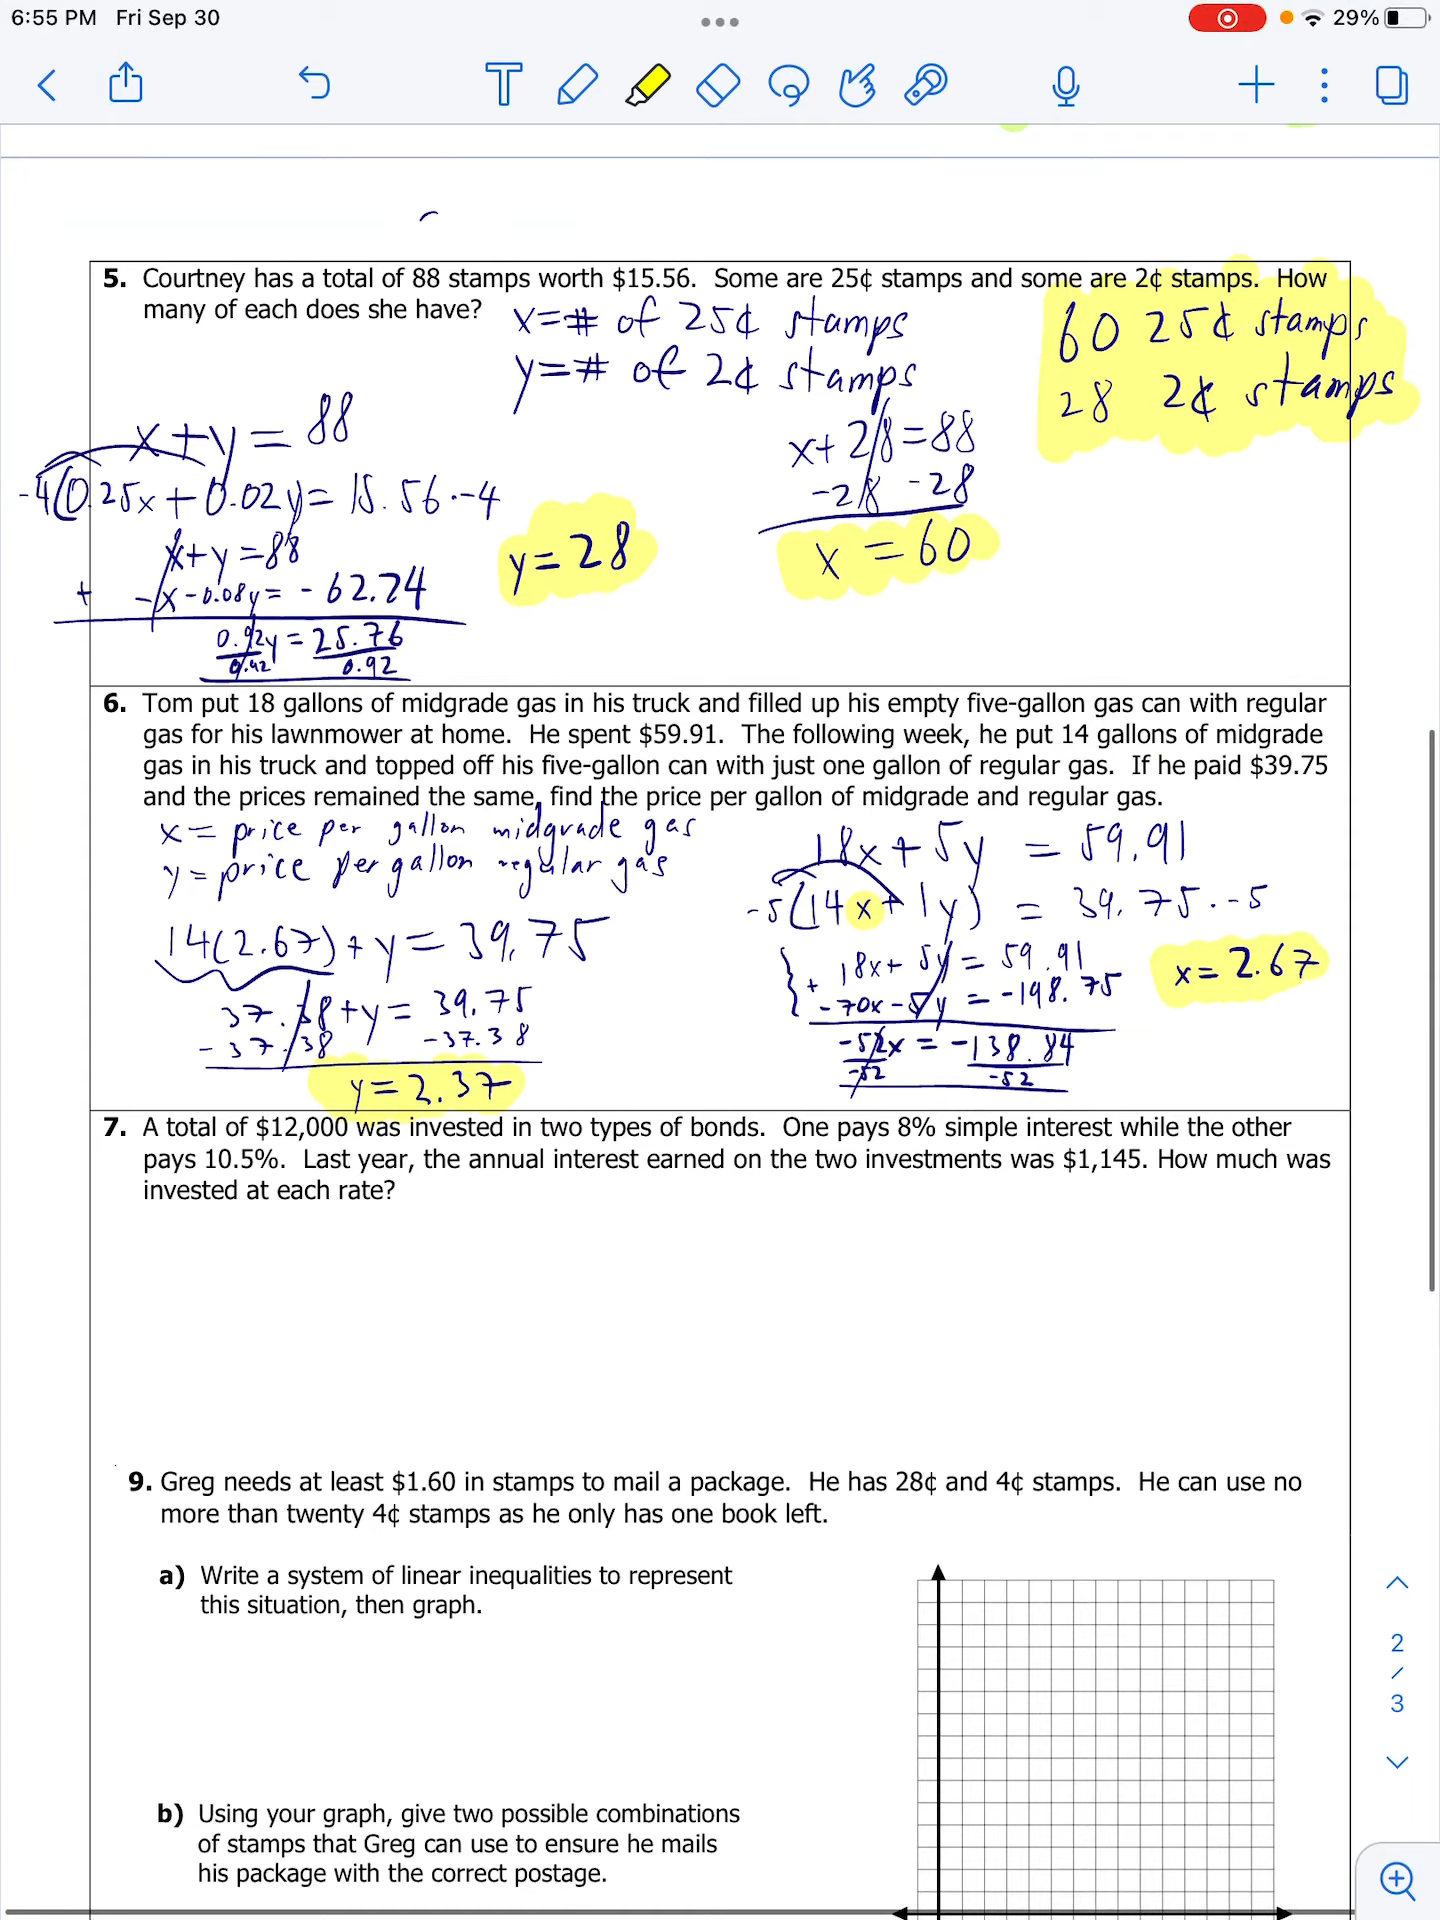 6:55 PM Fri Sep 30
29%
5. Courtney has a total of 88 stamps worth $15.56. Some are 25¢ stamps and some are 2¢ stamps. How
many of each does she have?
x=# of 25¢ stamps
y=# of 2¢ stamps
60 25¢ stamps
28 2¢ stamps
x+y=88
-4(0.25x+0.02y=15.56·-4
x+y=88
+ -x-0.08y=-62.24
0.92y=25.76
0.92 0.92
y=28
x+28=88
-28 -28
x=60
6. Tom put 18 gallons of midgrade gas in his truck and filled up his empty five-gallon gas can with regular
gas for his lawnmower at home. He spent $59.91. The following week, he put 14 gallons of midgrade
gas in his truck and topped off his five-gallon can with just one gallon of regular gas. If he paid $39.75
and the prices remained the same, find the price per gallon of midgrade and regular gas.
x= price per gallon midgrade gas
y=price per gallon regular gas
14(2.67)+y=39.75
37.38+y=39.75
-37.38 -37.38
y=2.37
18x+5y=59.91
-5(14x+1y)=39.75·-5
18x+5y=59.91
+ -70x-5y=-198.75
-52x=-138.84
-52 -52
x=2.67
7. A total of $12,000 was invested in two types of bonds. One pays 8% simple interest while the other
pays 10.5%. Last year, the annual interest earned on the two investments was $1,145. How much was
invested at each rate?
9. Greg needs at least $1.60 in stamps to mail a package. He has 28¢ and 4¢ stamps. He can use no
more than twenty 4¢ stamps as he only has one book left.
a) Write a system of linear inequalities to represent
this situation, then graph.
b) Using your graph, give two possible combinations
of stamps that Greg can use to ensure he mails
his package with the correct postage.
2
/
3